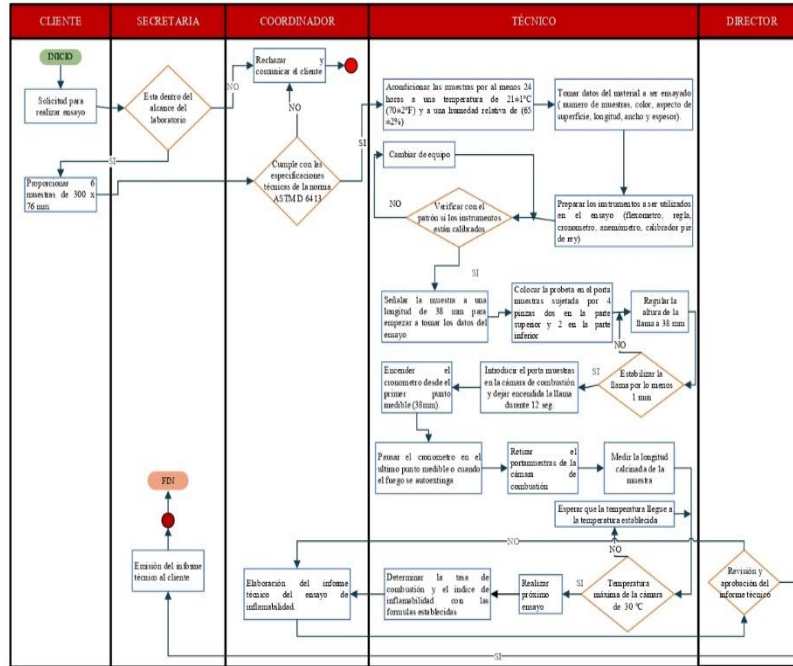 CLIENTE
SECRETARIA
COORDINADOR
TÉCNICO
DIRECTOR
INICIO
Solicitud para
realizar ensayo
Esta dentro del
alcance del
laboratorio
NO
SI
Proporcionar 6
muestras de 300 x
76 mm
Rechazar y
comunicar el cliente
NO
Cumple con las
especificaciones
técnicas de la norma
ASTM D 6413
SI
Acondicionar las muestras por al menos 24
horas a una temperatura de 21±1°C
(70±2°F) y a una humedad relativa de (65
±2%)
Tomar datos del material a ser ensayado
( numero de muestras, color, aspecto de
superficie, longitud, ancho y espesor).
Cambiar de equipo
NO
Verificar con el
patrón si los instrumentos
están calibrados
SI
Preparar los instrumentos a ser utilizados
en el ensayo (flexometro, regla,
cronometro, anemómetro, calibrador pie
de rey)
Señalar la muestra a una
longitud de 38 mm para
empezar a tomar los datos del
ensayo
Colocar la probeta en el porta
muestras sujetada por 4
pinzas dos en la parte
superior y 2 en la parte
inferior
Regular la
altura de la
llama a 38 mm
NO
Estabilizar la
llama por lo menos
1 min
SI
Introducir el porta muestras
en la cámara de combustión
y dejar encendida la llama
durante 12 seg.
Encender el
cronometro desde el
primer punto
medible (38mm).
Pausar el cronometro en el
ultimo punto medible o cuando
el fuego se autoextinga
Retirar el
portamuestras de la
cámara de
combustión
Medir la longitud
calcinada de la
muestra
Esperar que la temperatura llegue a
la temperatura establecida
NO
Temperatura
máxima de la cámara
de 30 °C
SI
Realizar
próximo
ensayo
Determinar la tasa de
combustión y el indice de
inflamabilidad con las
formulas establecidas
Elaboración del informe
técnico del ensayo de
inflamabilidad.
NO
Revisión y
aprobación del
informe técnico
SI
Emisión del informe
técnico al cliente
FIN